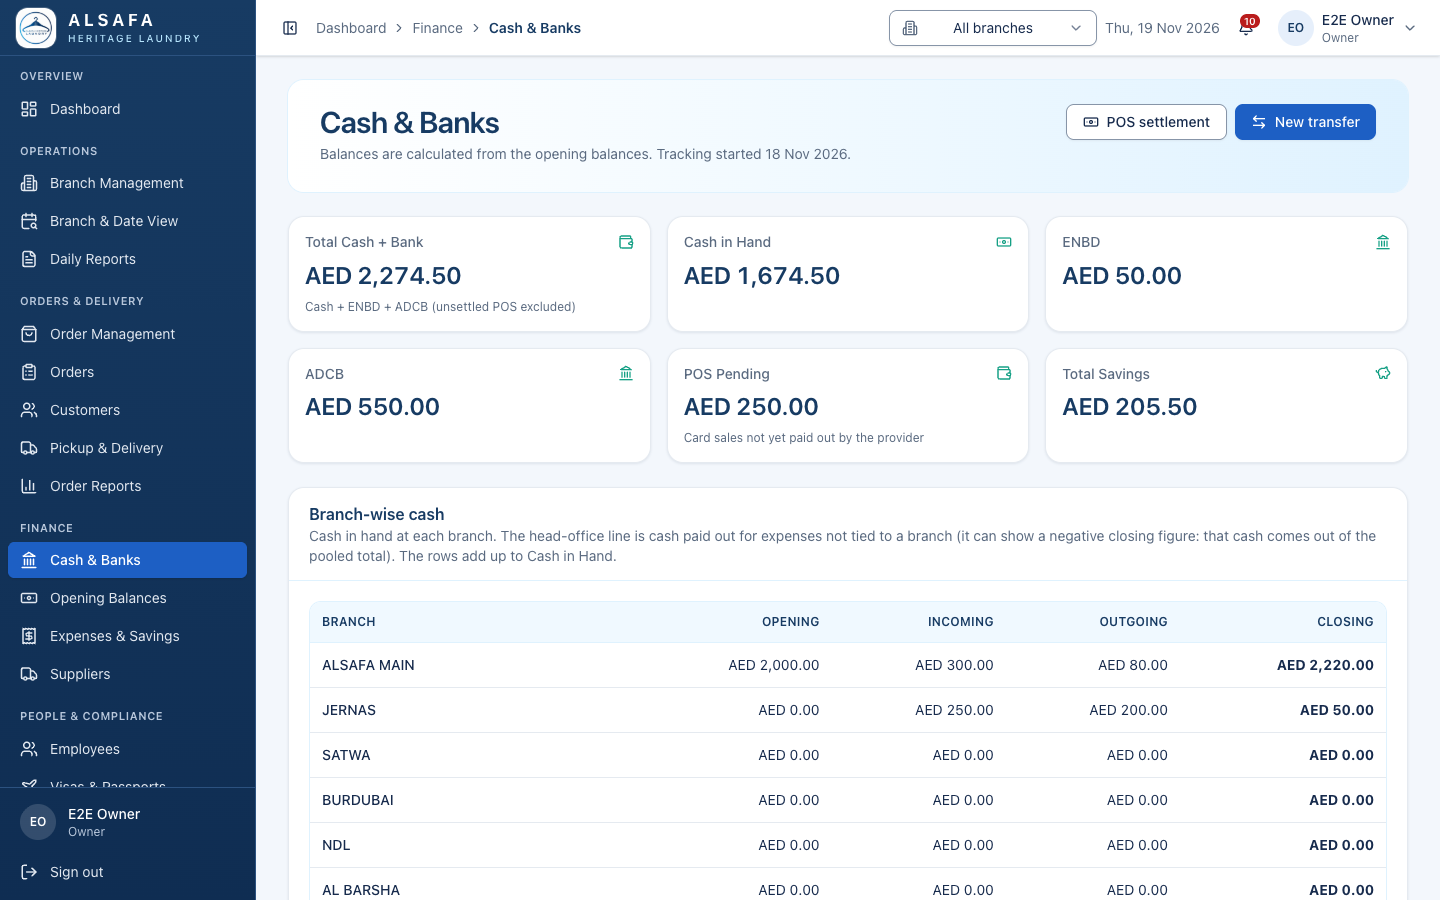 ALSAFA
HERITAGE LAUNDRY
OVERVIEW
Dashboard
OPERATIONS
Branch Management
Branch & Date View
Daily Reports
ORDERS & DELIVERY
Order Management
Orders
Customers
Pickup & Delivery
Order Reports
FINANCE
Cash & Banks
Opening Balances
Expenses & Savings
Suppliers
PEOPLE & COMPLIANCE
Employees
Visas & Passports
EO
E2E Owner
Owner
Sign out
Dashboard > Finance > Cash & Banks
All branches
Thu, 19 Nov 2026
10
EO
E2E Owner
Owner
Cash & Banks
Balances are calculated from the opening balances. Tracking started 18 Nov 2026.
POS settlement
New transfer
Total Cash + Bank
AED 2,274.50
Cash + ENBD + ADCB (unsettled POS excluded)
Cash in Hand
AED 1,674.50
ENBD
AED 50.00
ADCB
AED 550.00
POS Pending
AED 250.00
Card sales not yet paid out by the provider
Total Savings
AED 205.50
Branch-wise cash
Cash in hand at each branch. The head-office line is cash paid out for expenses not tied to a branch (it can show a negative closing figure: that cash comes out of the
pooled total). The rows add up to Cash in Hand.
BRANCH OPENING INCOMING OUTGOING CLOSING
ALSAFA MAIN AED 2,000.00 AED 300.00 AED 80.00 AED 2,220.00
JERNAS AED 0.00 AED 250.00 AED 200.00 AED 50.00
SATWA AED 0.00 AED 0.00 AED 0.00 AED 0.00
BURDUBAI AED 0.00 AED 0.00 AED 0.00 AED 0.00
NDL AED 0.00 AED 0.00 AED 0.00 AED 0.00
AL BARSHA AED 0.00 AED 0.00 AED 0.00 AED 0.00